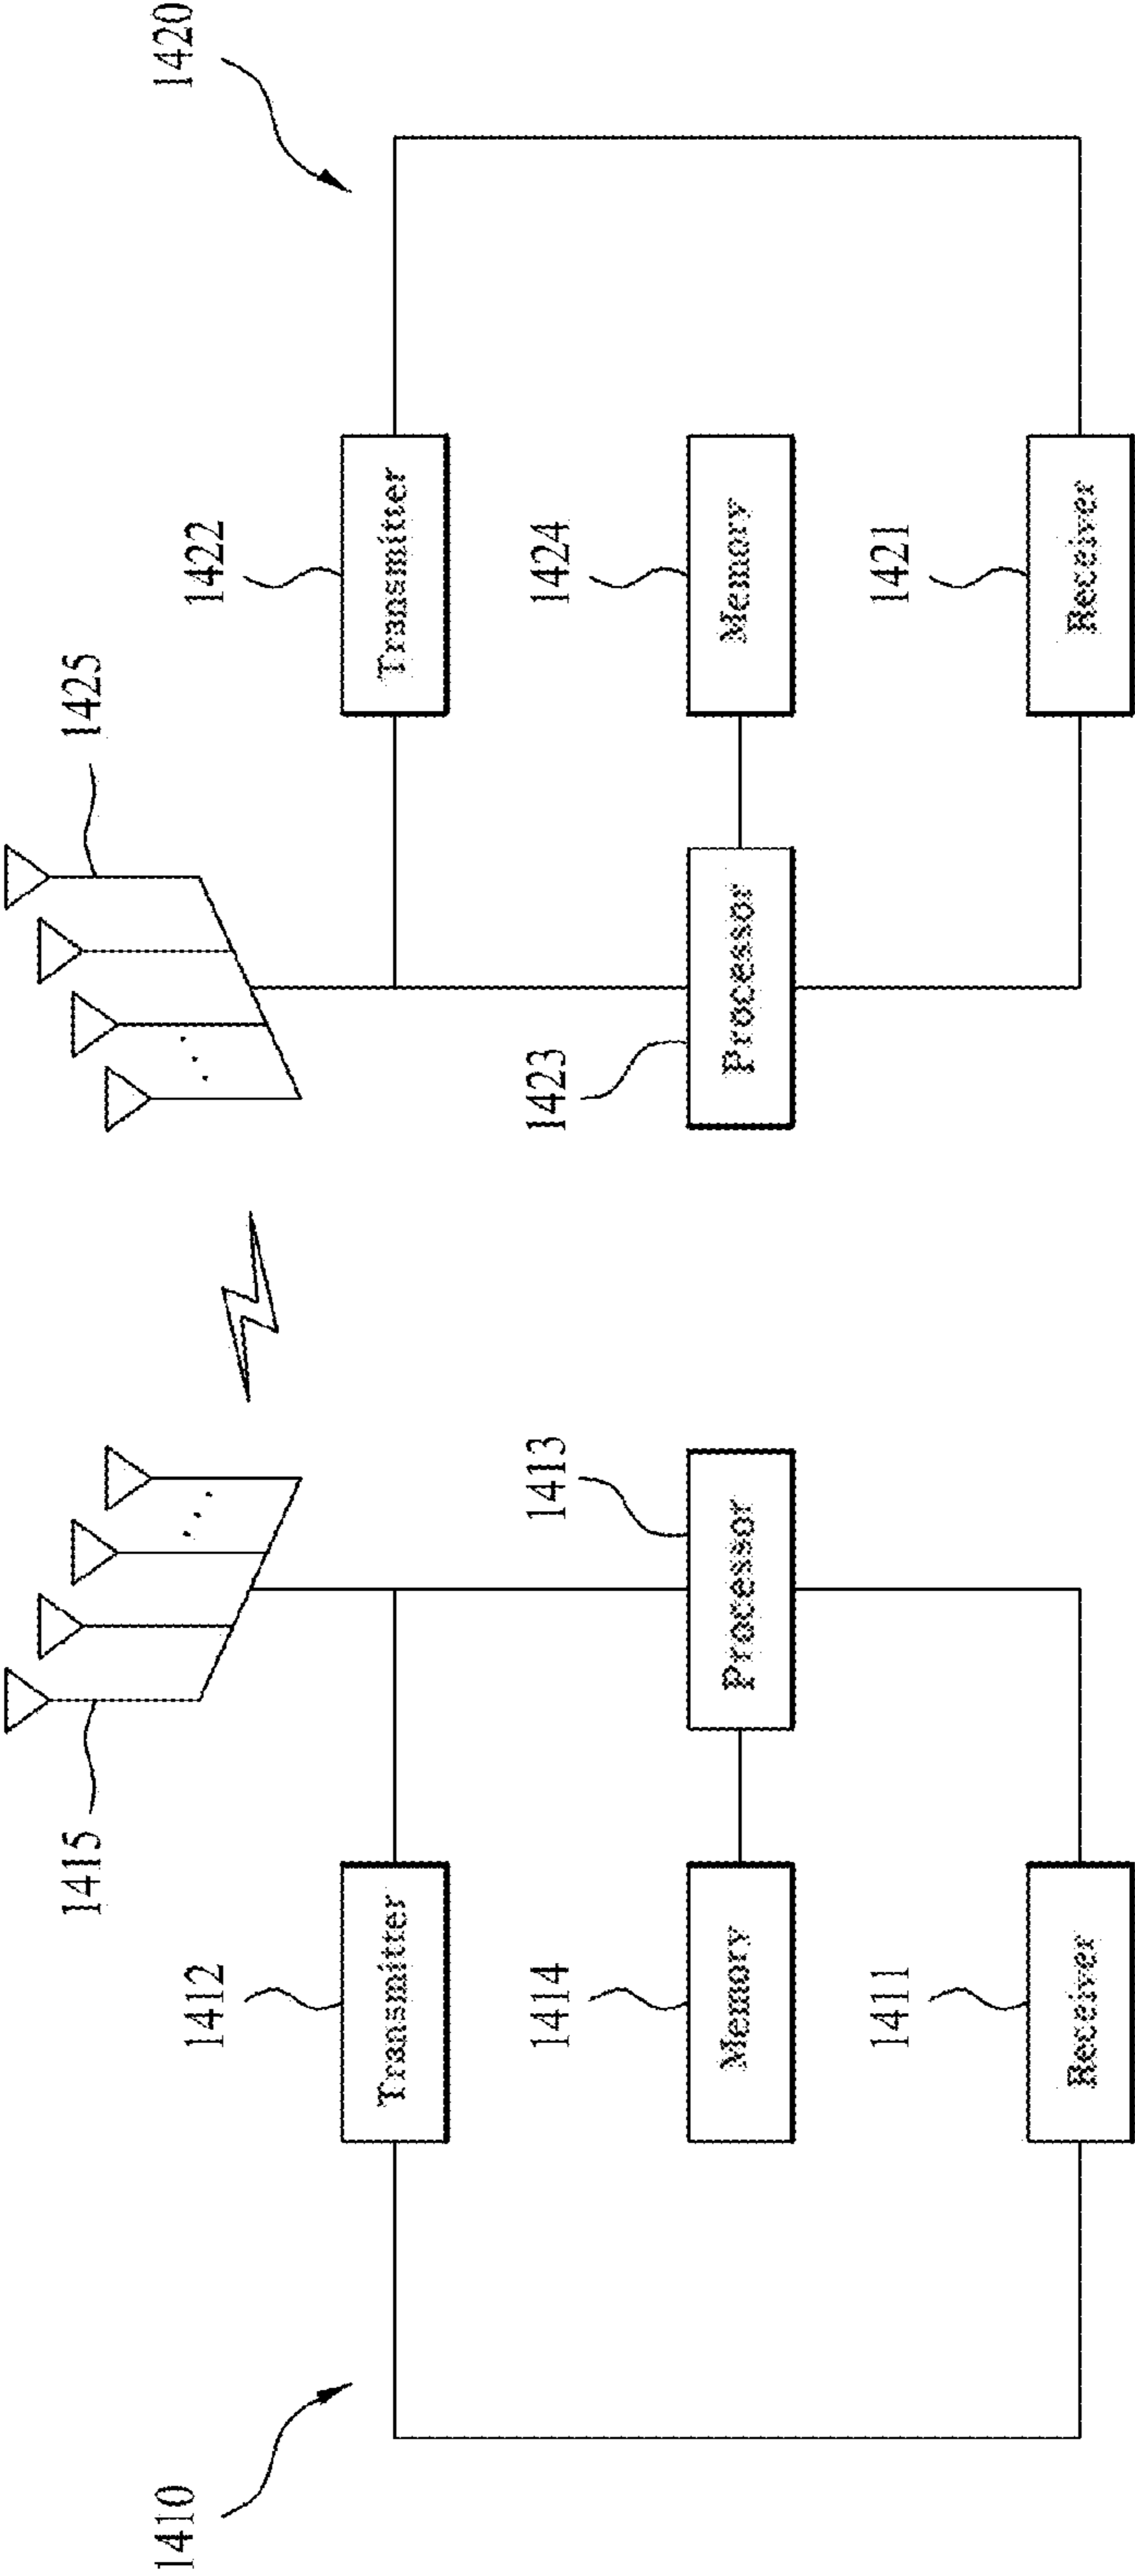 1415
1425
1410
1420
1412
1422
Transmitter
Transmitter
1414
1413
1423
1424
Memory
Processor
Processor
Memory
1411
1421
Receiver
Receiver